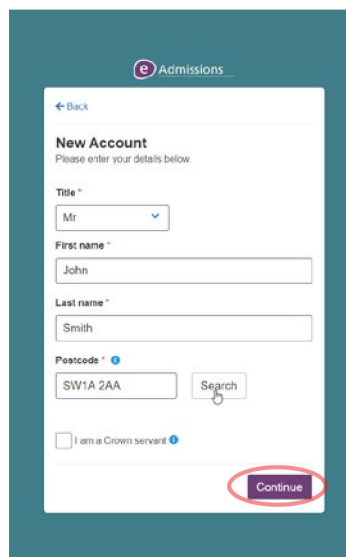 e Admissions
Back
New Account
Please enter your details below.
Title *
Mr
First name *
John
Last name *
Smith
Postcode * i
SW1A 2AA Search
I am a Crown servant i
Continue